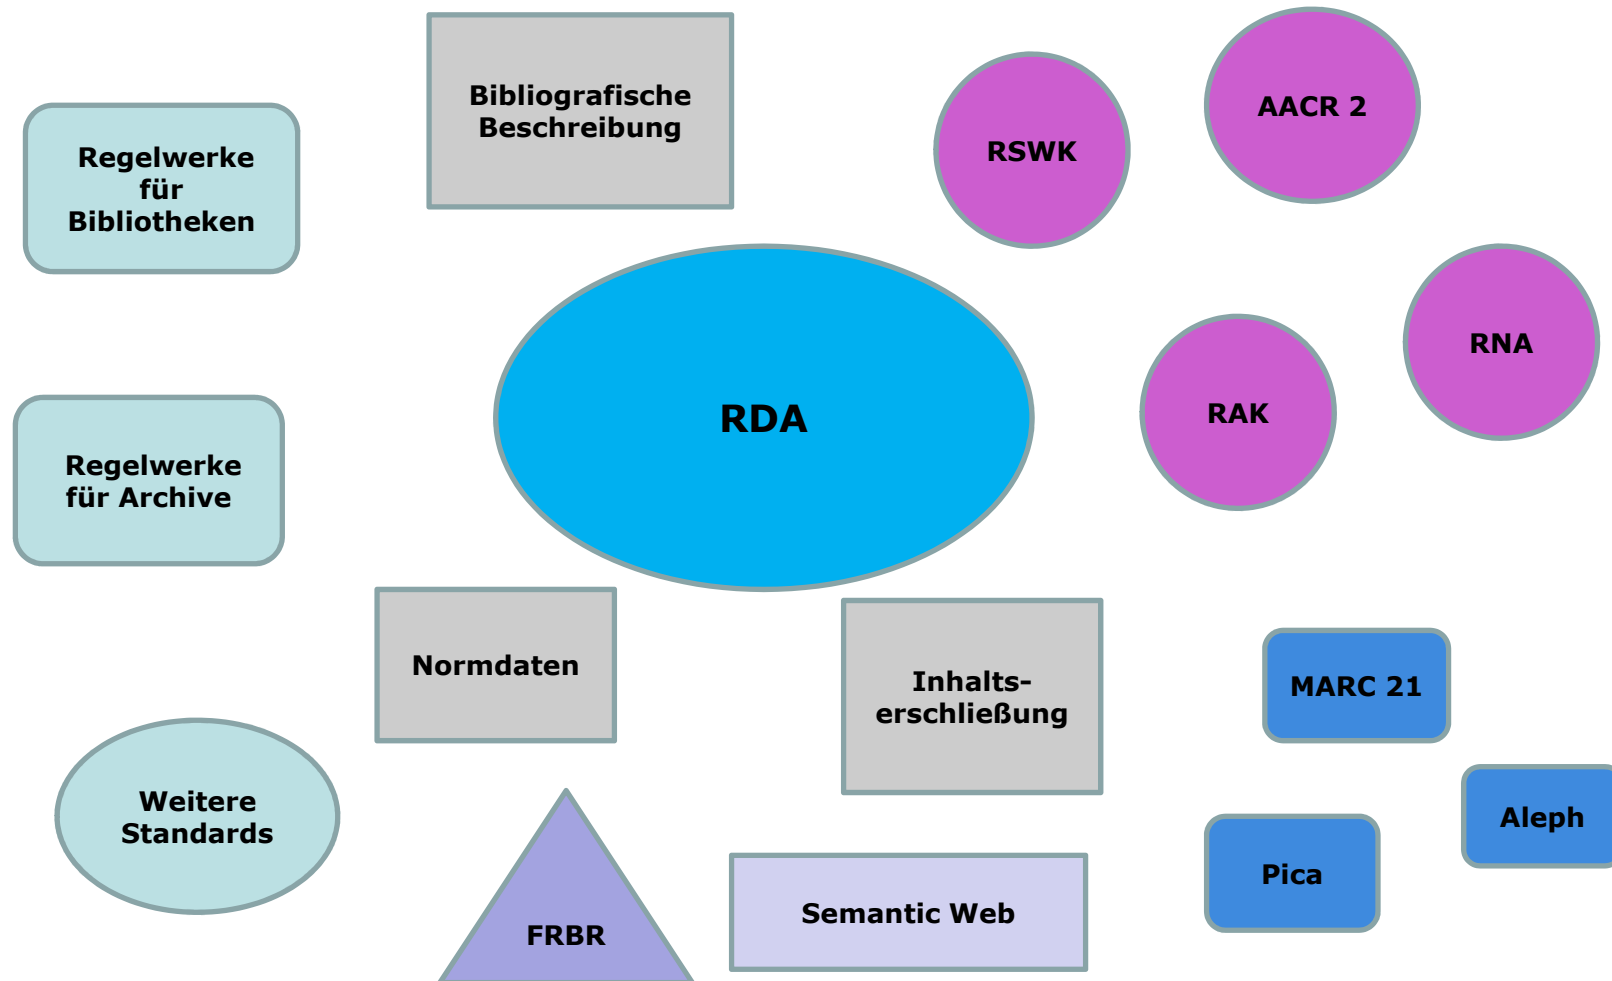 Bibliografische
Beschreibung
RSWK
AACR 2
Regelwerke
für
Bibliotheken
RDA
RAK
RNA
Regelwerke
für Archive
Normdaten
Inhalts-
erschließung
MARC 21
Weitere
Standards
Aleph
Pica
FRBR
Semantic Web